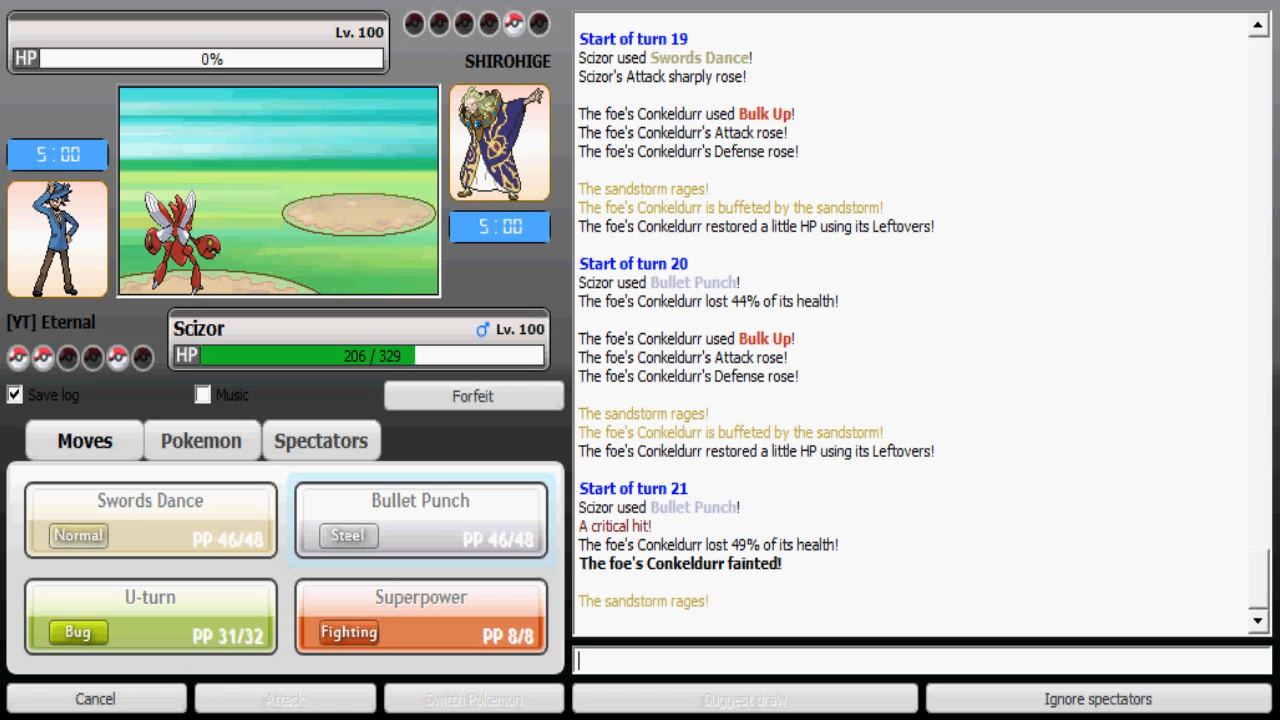 Lv. 100
HP 0%
SHIROHIGE
5:00
5:00
[YT] Eternal
Scizor ♂ Lv. 100
HP 206 / 329
Save log
Music
Forfeit
Moves
Pokemon
Spectators
Swords Dance
Normal PP 46/48
Bullet Punch
Steel PP 46/48
U-turn
Bug PP 31/32
Superpower
Fighting PP 8/8
Cancel
Attack
Switch Pokemon
Start of turn 19
Scizor used Swords Dance!
Scizor's Attack sharply rose!
The foe's Conkeldurr used Bulk Up!
The foe's Conkeldurr's Attack rose!
The foe's Conkeldurr's Defense rose!
The sandstorm rages!
The foe's Conkeldurr is buffeted by the sandstorm!
The foe's Conkeldurr restored a little HP using its Leftovers!
Start of turn 20
Scizor used Bullet Punch!
The foe's Conkeldurr lost 44% of its health!
The foe's Conkeldurr used Bulk Up!
The foe's Conkeldurr's Attack rose!
The foe's Conkeldurr's Defense rose!
The sandstorm rages!
The foe's Conkeldurr is buffeted by the sandstorm!
The foe's Conkeldurr restored a little HP using its Leftovers!
Start of turn 21
Scizor used Bullet Punch!
A critical hit!
The foe's Conkeldurr lost 49% of its health!
The foe's Conkeldurr fainted!
The sandstorm rages!
Suggest draw
Ignore spectators